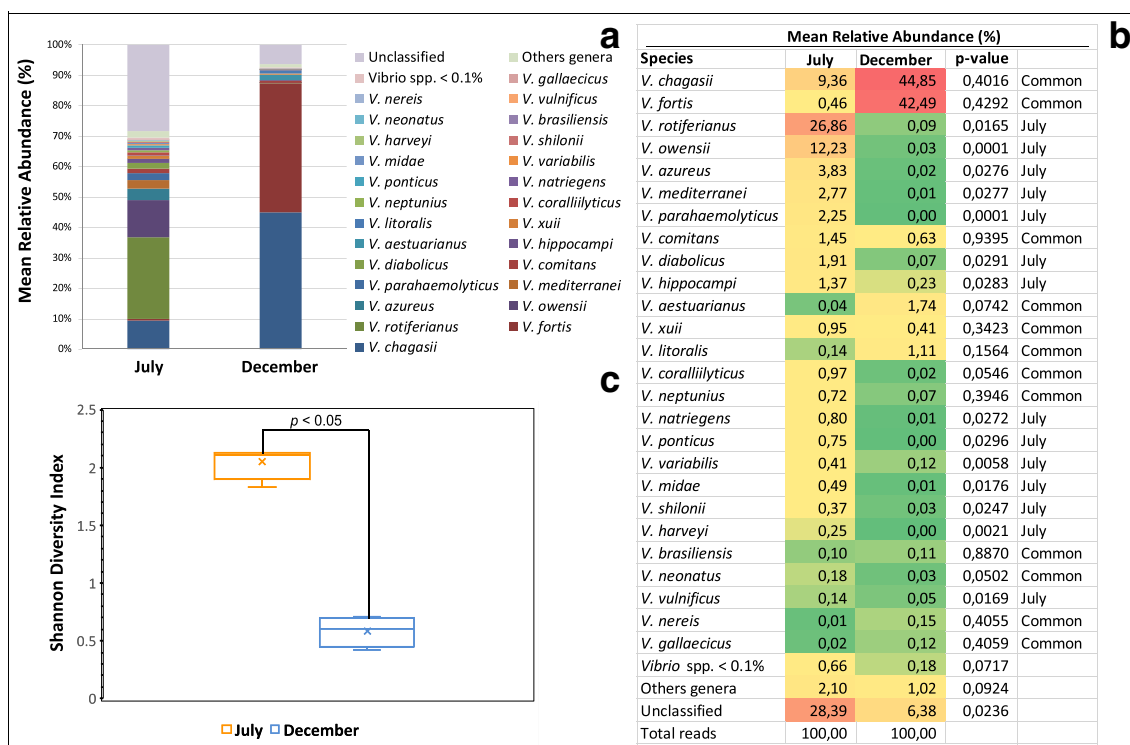 a
100%
90%
80%
70%
60%
50%
40%
30%
20%
10%
0%
Mean Relative Abundance (%)
July December
Unclassified Others genera
Vibrio spp. < 0.1% V. gallaecicus
V. nereis V. vulnificus
V. neonatus V. brasiliensis
V. harveyi V. shilonii
V. midae V. variabilis
V. ponticus V. natriegens
V. neptunius V. coralliilyticus
V. litoralis V. xuii
V. aestuarianus V. hippocampi
V. diabolicus V. comitans
V. parahaemolyticus V. mediterranei
V. azureus V. owensii
V. rotiferianus V. fortis
V. chagasii
b
Mean Relative Abundance (%)
Species July December p-value
V. chagasii 9,36 44,85 0,4016 Common
V. fortis 0,46 42,49 0,4292 Common
V. rotiferianus 26,86 0,09 0,0165 July
V. owensii 12,23 0,03 0,0001 July
V. azureus 3,83 0,02 0,0276 July
V. mediterranei 2,77 0,01 0,0277 July
V. parahaemolyticus 2,25 0,00 0,0001 July
V. comitans 1,45 0,63 0,9395 Common
V. diabolicus 1,91 0,07 0,0291 July
V. hippocampi 1,37 0,23 0,0283 July
V. aestuarianus 0,04 1,74 0,0742 Common
V. xuii 0,95 0,41 0,3423 Common
V. litoralis 0,14 1,11 0,1564 Common
V. coralliilyticus 0,97 0,02 0,0546 Common
V. neptunius 0,72 0,07 0,3946 Common
V. natriegens 0,80 0,01 0,0272 July
V. ponticus 0,75 0,00 0,0296 July
V. variabilis 0,41 0,12 0,0058 July
V. midae 0,49 0,01 0,0176 July
V. shilonii 0,37 0,03 0,0247 July
V. harveyi 0,25 0,00 0,0021 July
V. brasiliensis 0,10 0,11 0,8870 Common
V. neonatus 0,18 0,03 0,0502 Common
V. vulnificus 0,14 0,05 0,0169 July
V. nereis 0,01 0,15 0,4055 Common
V. gallaecicus 0,02 0,12 0,4059 Common
Vibrio spp. < 0.1% 0,66 0,18 0,0717
Others genera 2,10 1,02 0,0924
Unclassified 28,39 6,38 0,0236
Total reads 100,00 100,00
c
2.5
2
1.5
1
0.5
0
Shannon Diversity Index
p < 0.05
July December